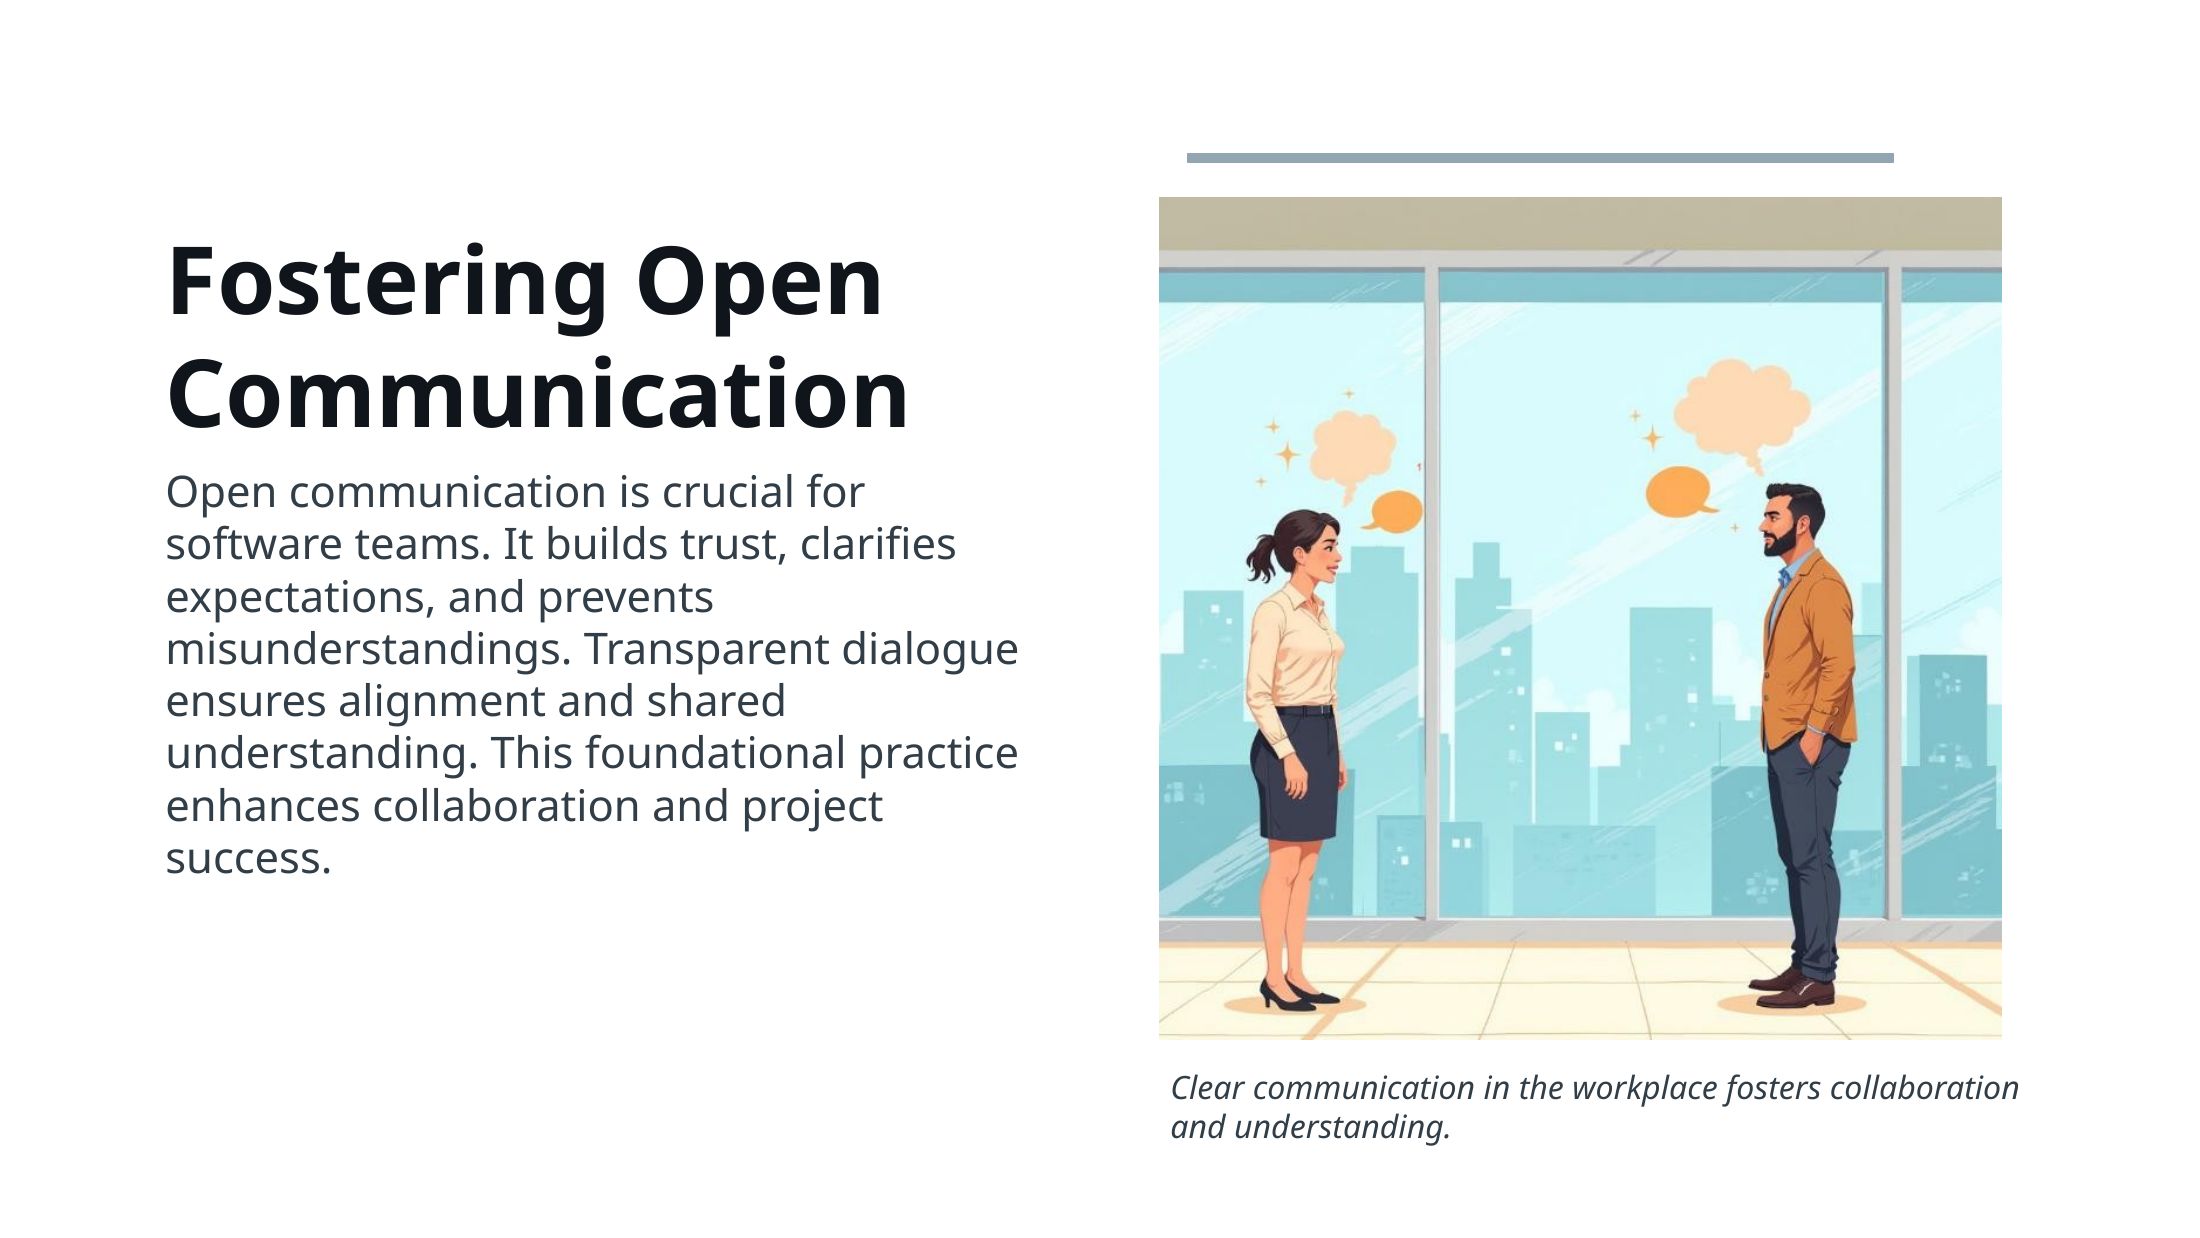 Fostering Open
Communication
Open communication is crucial for
software teams. It builds trust, clarifies
expectations, and prevents
misunderstandings. Transparent dialogue
ensures alignment and shared
understanding. This foundational practice
enhances collaboration and project
success.
Clear communication in the workplace fosters collaboration
and understanding.